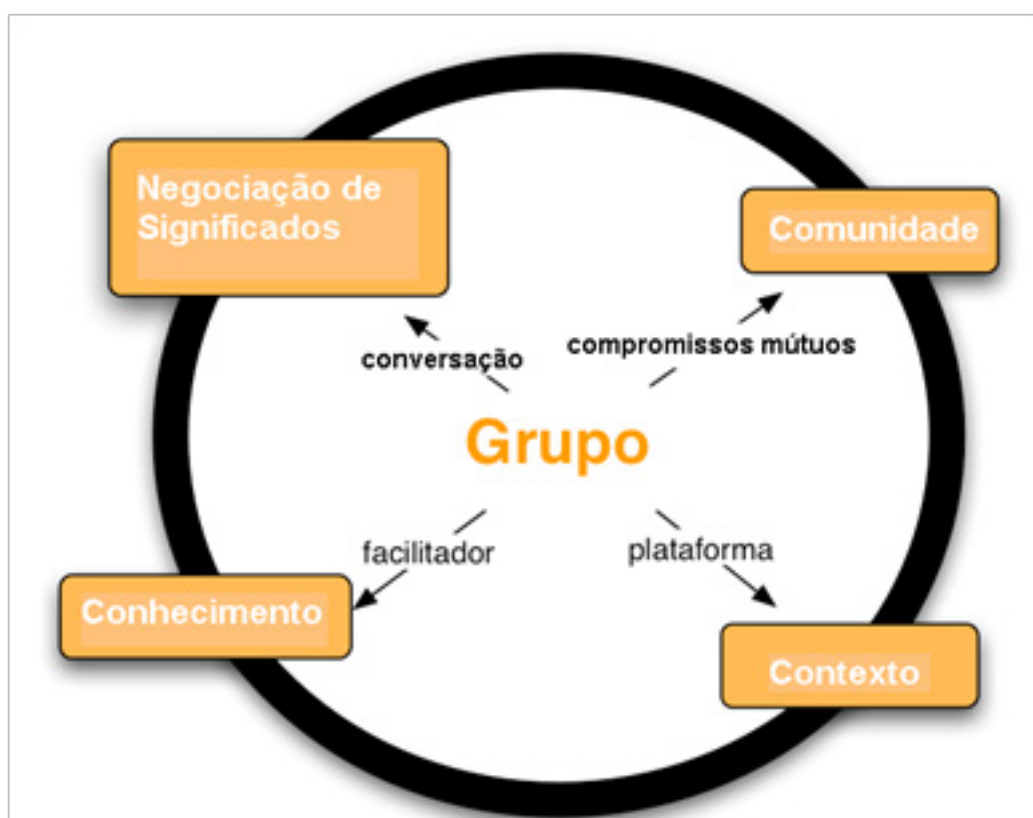 Negociação de
Significados
Comunidade
conversação
compromissos mútuos
Grupo
facilitador
plataforma
Conhecimento
Contexto